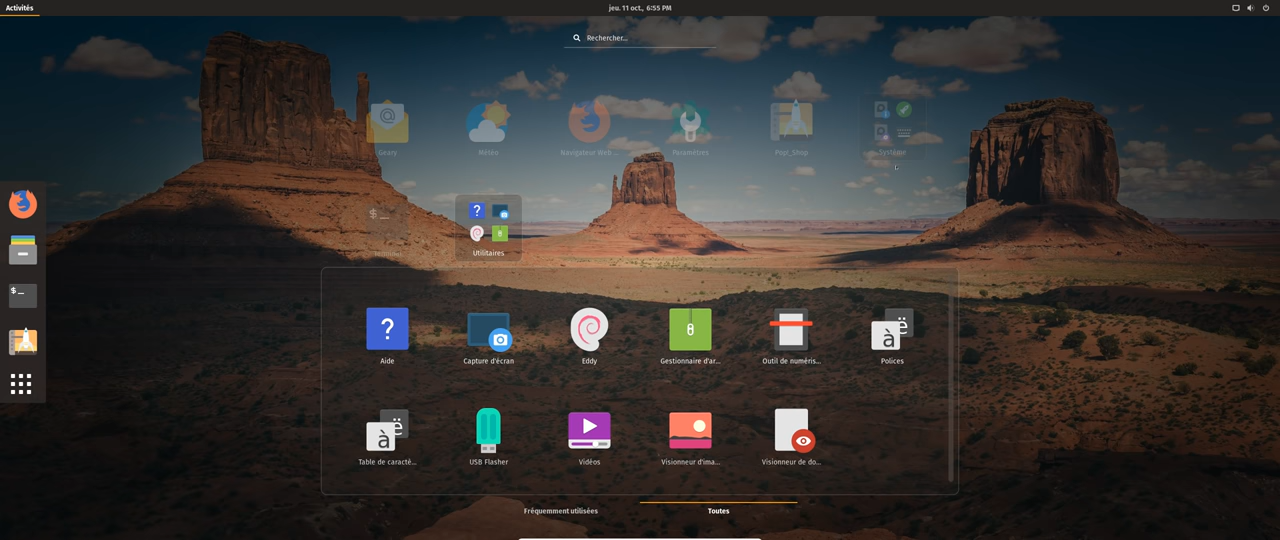 Activités
jeu. 11 oct., 6:55 PM
Rechercher...
Geary
Météo
Navigateur Web ...
Paramètres
Pop!_Shop
Système
$_
Utilitaires
$_
Aide
Capture d'écran
Eddy
Gestionnaire d'ar...
Outil de numéris...
à ë
Polices
à ë
Table de caracté...
USB Flasher
Vidéos
Visionneur d'ima...
Visionneur de do...
Fréquemment utilisées
Toutes